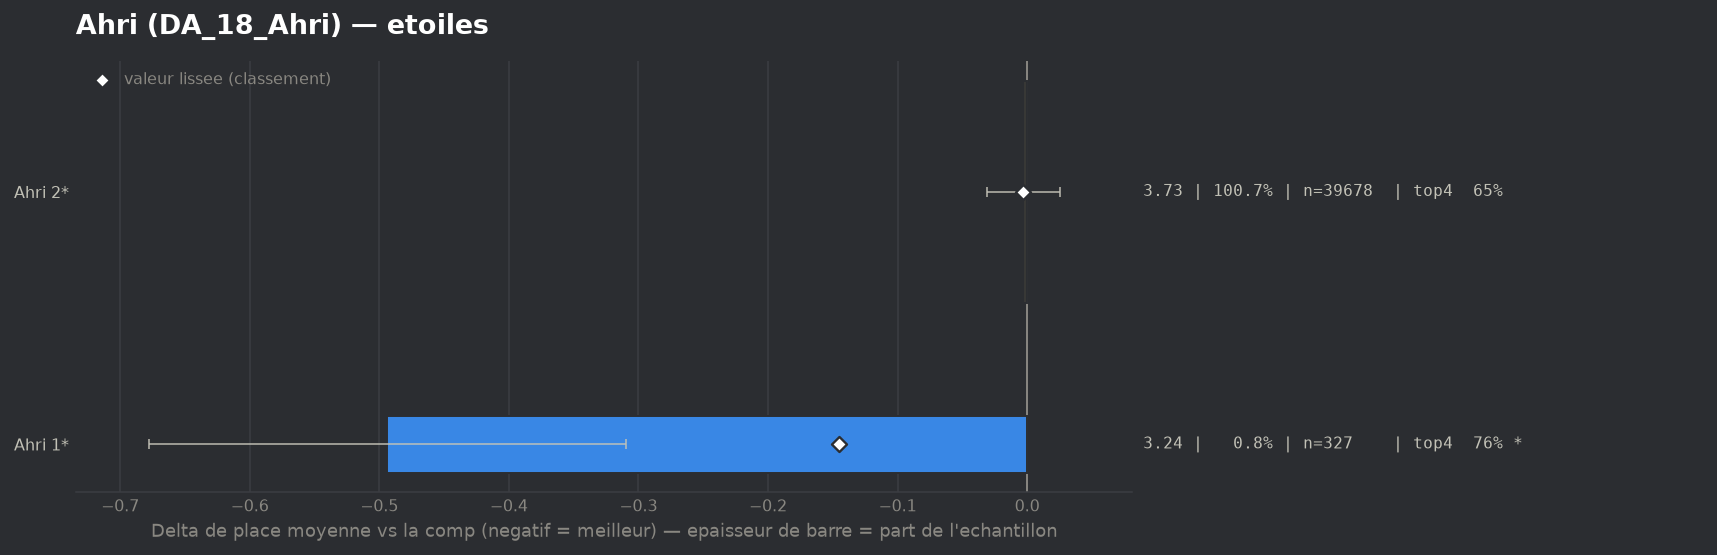 Ahri (DA_18_Ahri) — etoiles
valeur lissee (classement)
Ahri 2*
3.73 | 100.7% | n=39678  | top4  65%
Ahri 1*
3.24 |   0.8% | n=327    | top4  76% *
−0.7 −0.6 −0.5 −0.4 −0.3 −0.2 −0.1 0.0
Delta de place moyenne vs la comp (negatif = meilleur) — epaisseur de barre = part de l'echantillon